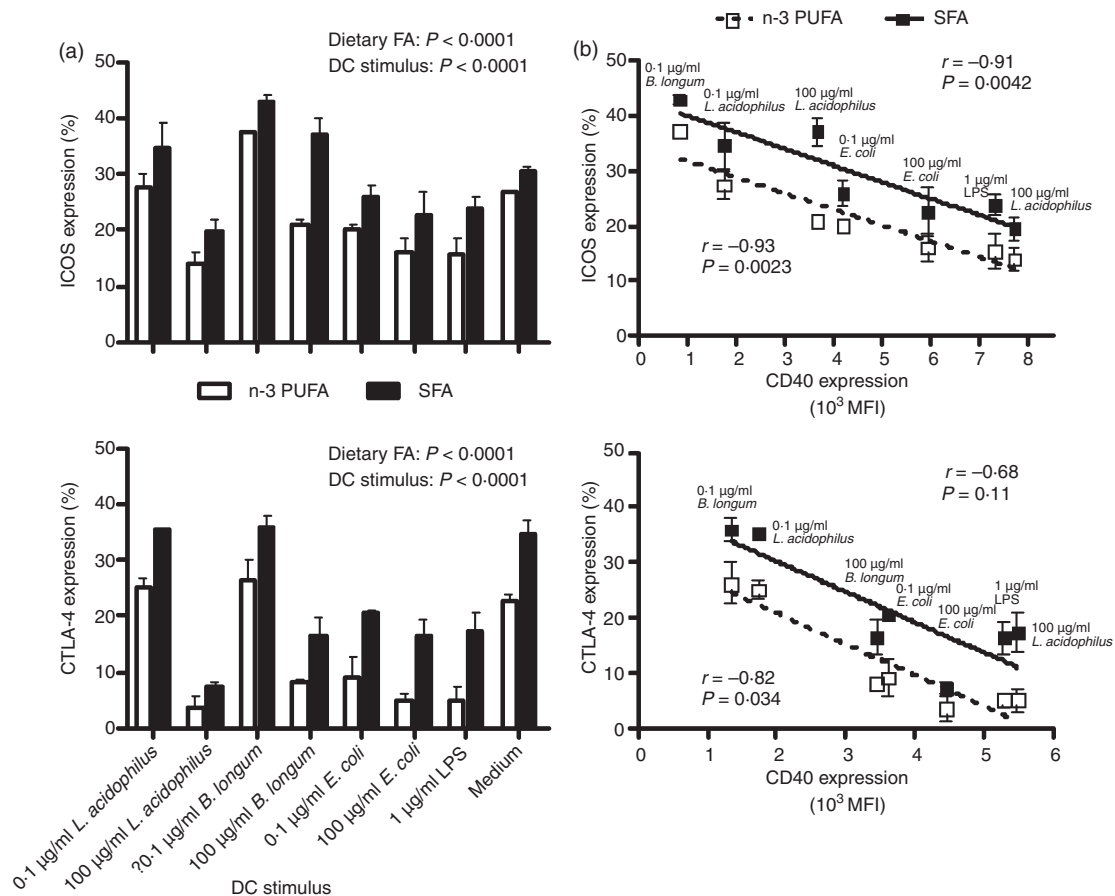 (a)
Dietary FA: P < 0·0001
DC stimulus: P < 0·0001
ICOS expression (%)
50
40
30
20
10
0
n-3 PUFA
SFA
Dietary FA: P < 0·0001
DC stimulus: P < 0·0001
CTLA-4 expression (%)
50
40
30
20
10
0
0·1 µg/ml L. acidophilus
100 µg/ml L. acidophilus
?0·1 µg/ml B. longum
100 µg/ml B. longum
0·1 µg/ml E. coli
100 µg/ml E. coli
1 µg/ml LPS
Medium
DC stimulus
n-3 PUFA
SFA
(b)
r = –0·91
P = 0·0042
0·1 µg/ml
B. longum
0·1 µg/ml
L. acidophilus
100 µg/ml
L. acidophilus
0·1 µg/ml
E. coli
100 µg/ml
E. coli
1 µg/ml
LPS
100 µg/ml
L. acidophilus
r = –0·93
P = 0·0023
ICOS expression (%)
50
40
30
20
10
0
0 1 2 3 4 5 6 7 8
CD40 expression
(10³ MFI)
r = –0·68
P = 0·11
0·1 µg/ml
B. longum
0·1 µg/ml
L. acidophilus
100 µg/ml
B. longum
0·1 µg/ml
E. coli
100 µg/ml
E. coli
1 µg/ml
LPS
100 µg/ml
L. acidophilus
r = –0·82
P = 0·034
CTLA-4 expression (%)
50
40
30
20
10
0
0 1 2 3 4 5 6
CD40 expression
(10³ MFI)